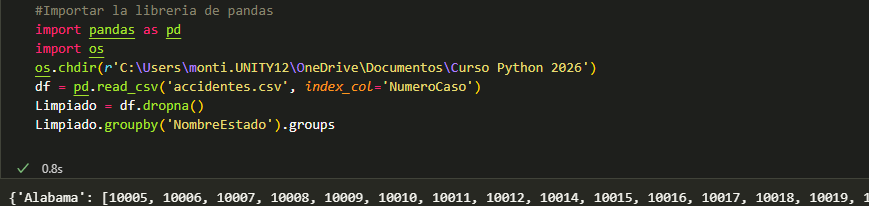 #Importar la libreria de pandas
import pandas as pd
import os
os.chdir(r'C:\Users\monti.UNITY12\OneDrive\Documentos\Curso Python 2026')
df = pd.read_csv('accidentes.csv', index_col='NumeroCaso')
Limpiado = df.dropna()
Limpiado.groupby('NombreEstado').groups
0.8s
{'Alabama': [10005, 10006, 10007, 10008, 10009, 10010, 10011, 10012, 10014, 10015, 10016, 10017, 10018, 10019, 1